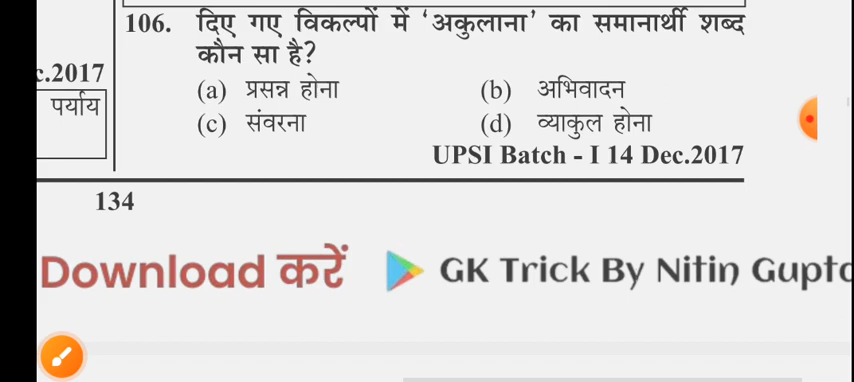 106. दिए गए विकल्पों में ‘अकुलाना’ का समानार्थी शब्द
कौन सा है?
c.2017
(a) प्रसन्न होना (b) अभिवादन
पर्याय
(c) संवरना (d) व्याकुल होना
UPSI Batch - I 14 Dec.2017
134
Download करें GK Trick By Nitin Gupta